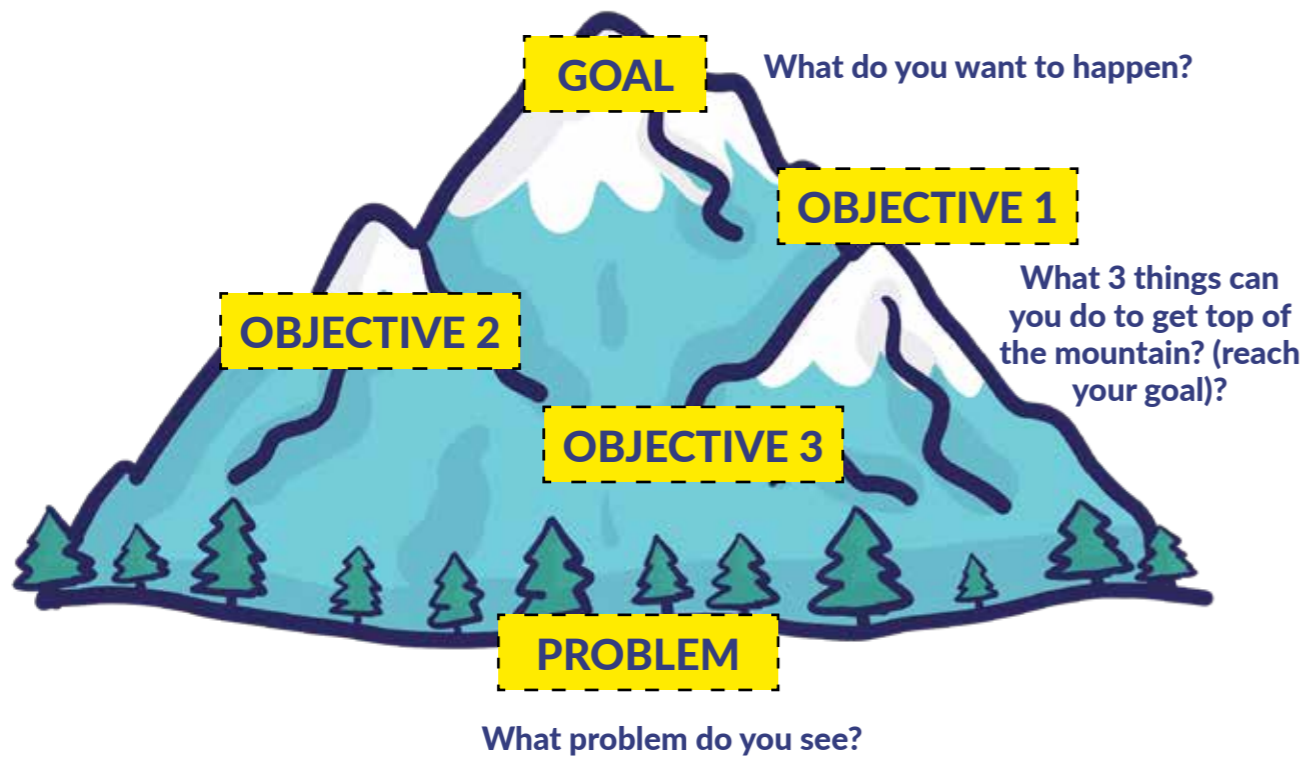 GOAL
What do you want to happen?
OBJECTIVE 1
What 3 things can
you do to get top of
the mountain? (reach
your goal)?
OBJECTIVE 2
OBJECTIVE 3
PROBLEM
What problem do you see?